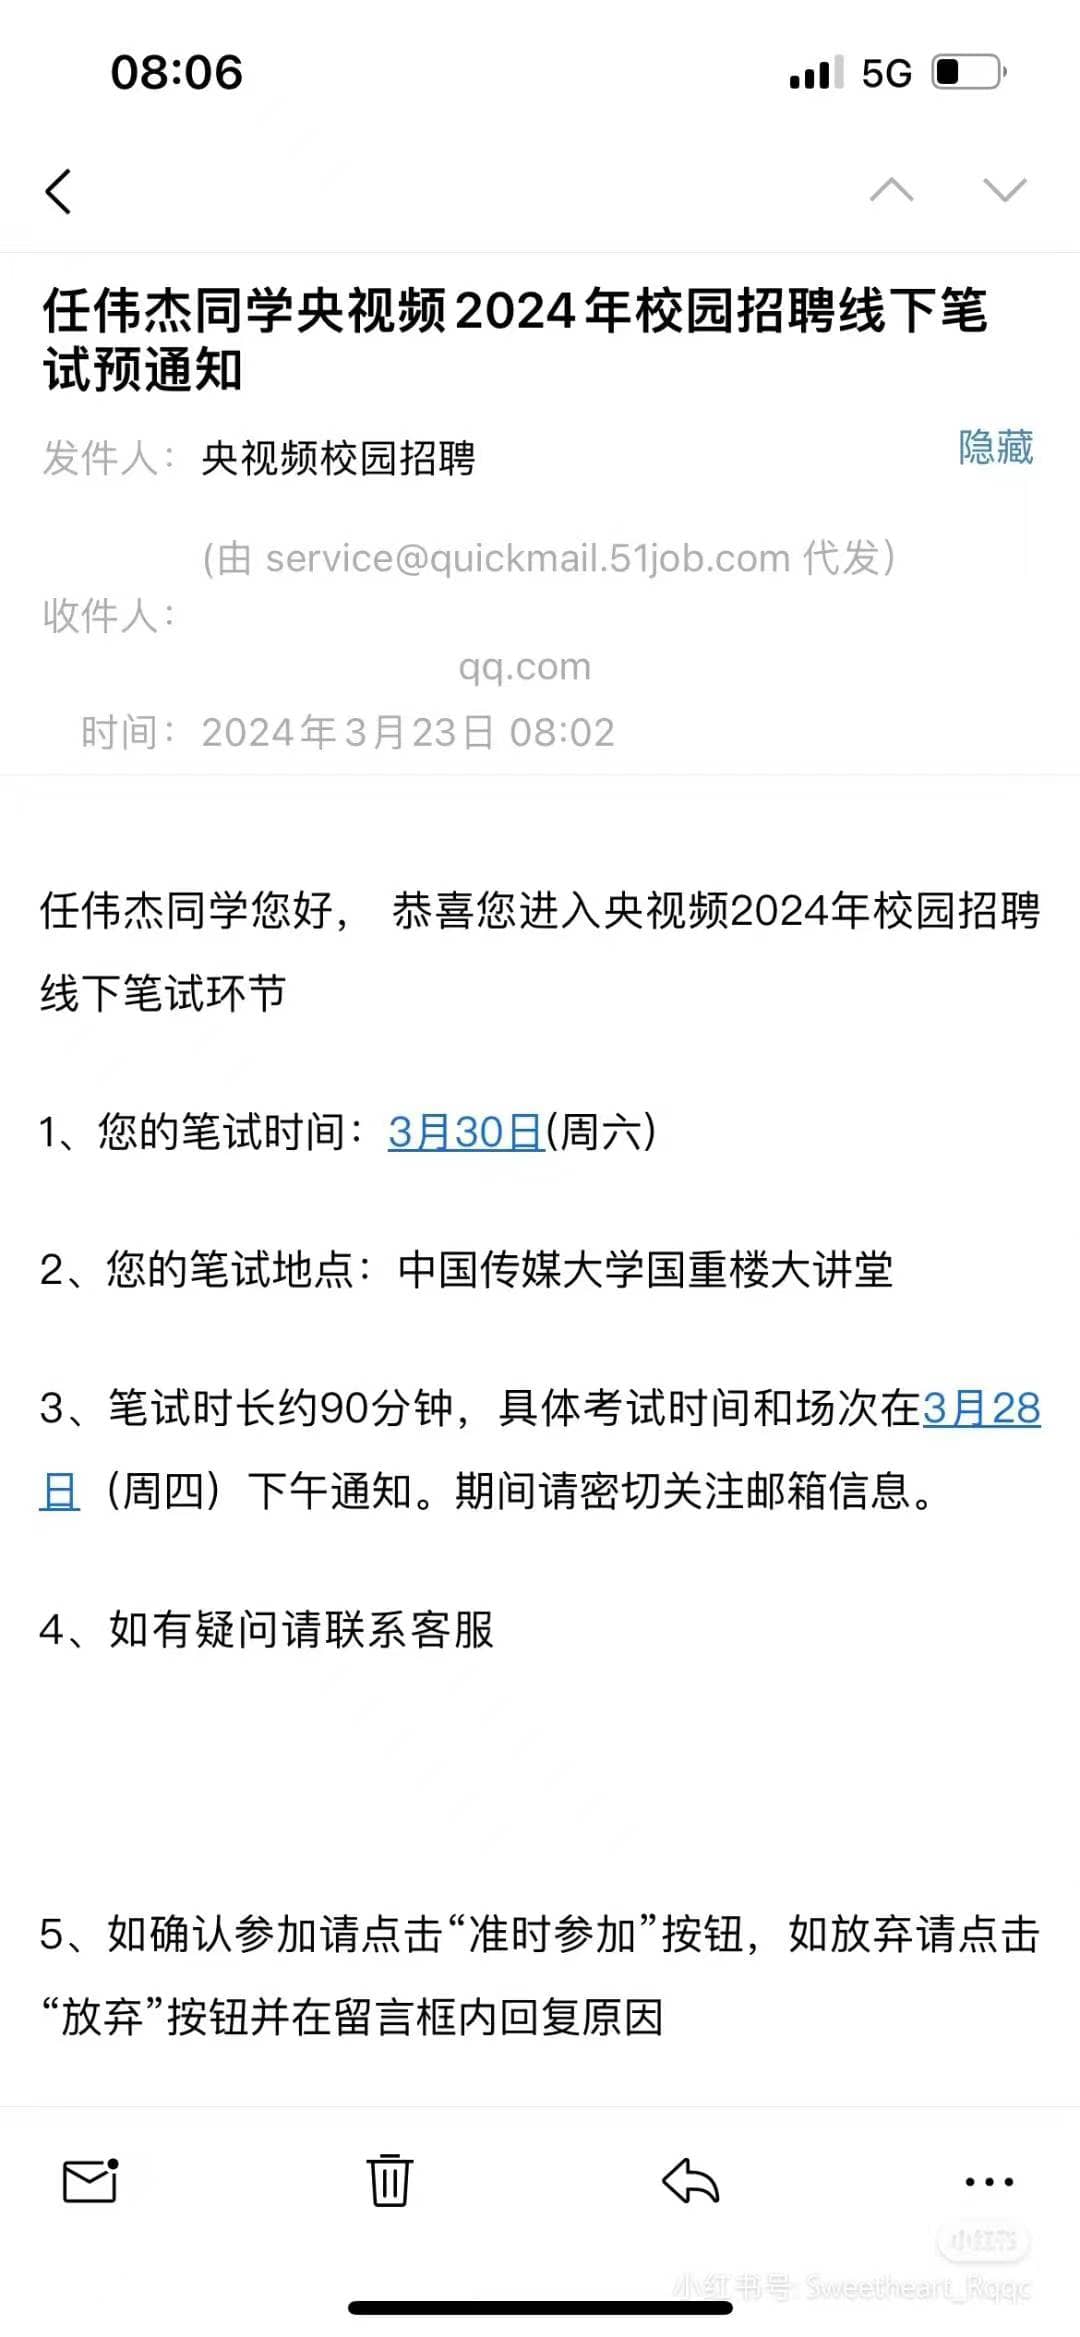 08:06
5G
任伟杰同学央视频2024年校园招聘线下笔
试预通知
发件人： 央视频校园招聘
隐藏
(由 service@quickmail.51job.com 代发)
收件人：
qq.com
时间： 2024年3月23日 08:02
任伟杰同学您好， 恭喜您进入央视频2024年校园招聘
线下笔试环节
1、您的笔试时间：3月30日(周六)
2、您的笔试地点：中国传媒大学国重楼大讲堂
3、笔试时长约90分钟，具体考试时间和场次在3月28
日（周四）下午通知。期间请密切关注邮箱信息。
4、如有疑问请联系客服
5、如确认参加请点击“准时参加”按钮，如放弃请点击
“放弃”按钮并在留言框内回复原因
小红书
小红书号: Sweetheart_Rqqc